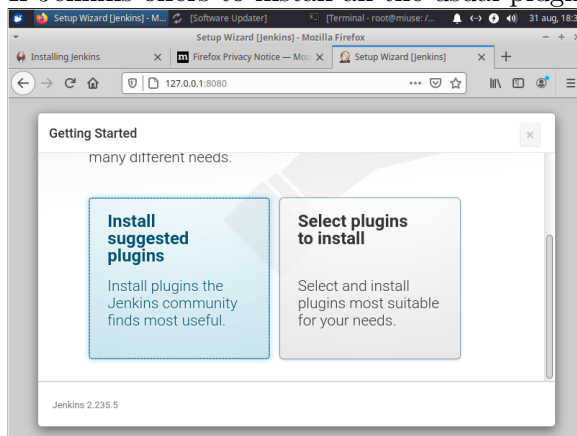 Setup Wizard [Jenkins] - M... [Software Updater] [Terminal - root@miuse: /... 31 aug, 18:3
Setup Wizard [Jenkins] - Mozilla Firefox
Installing Jenkins Firefox Privacy Notice — Moz Setup Wizard [Jenkins]
127.0.0.1:8080
Getting Started
many different needs.
Install
suggested
plugins
Install plugins the
Jenkins community
finds most useful.
Select plugins
to install
Select and install
plugins most suitable
for your needs.
Jenkins 2.235.5